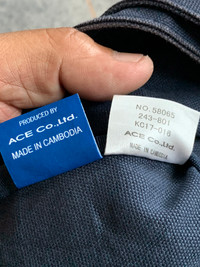 PRODUCED BY
ACE Co.,Ltd.
MADE IN CAMBODIA
NO.58065
243-801
KC17-018
ACE Co.,Ltd.
MADE IN CAMBODIA